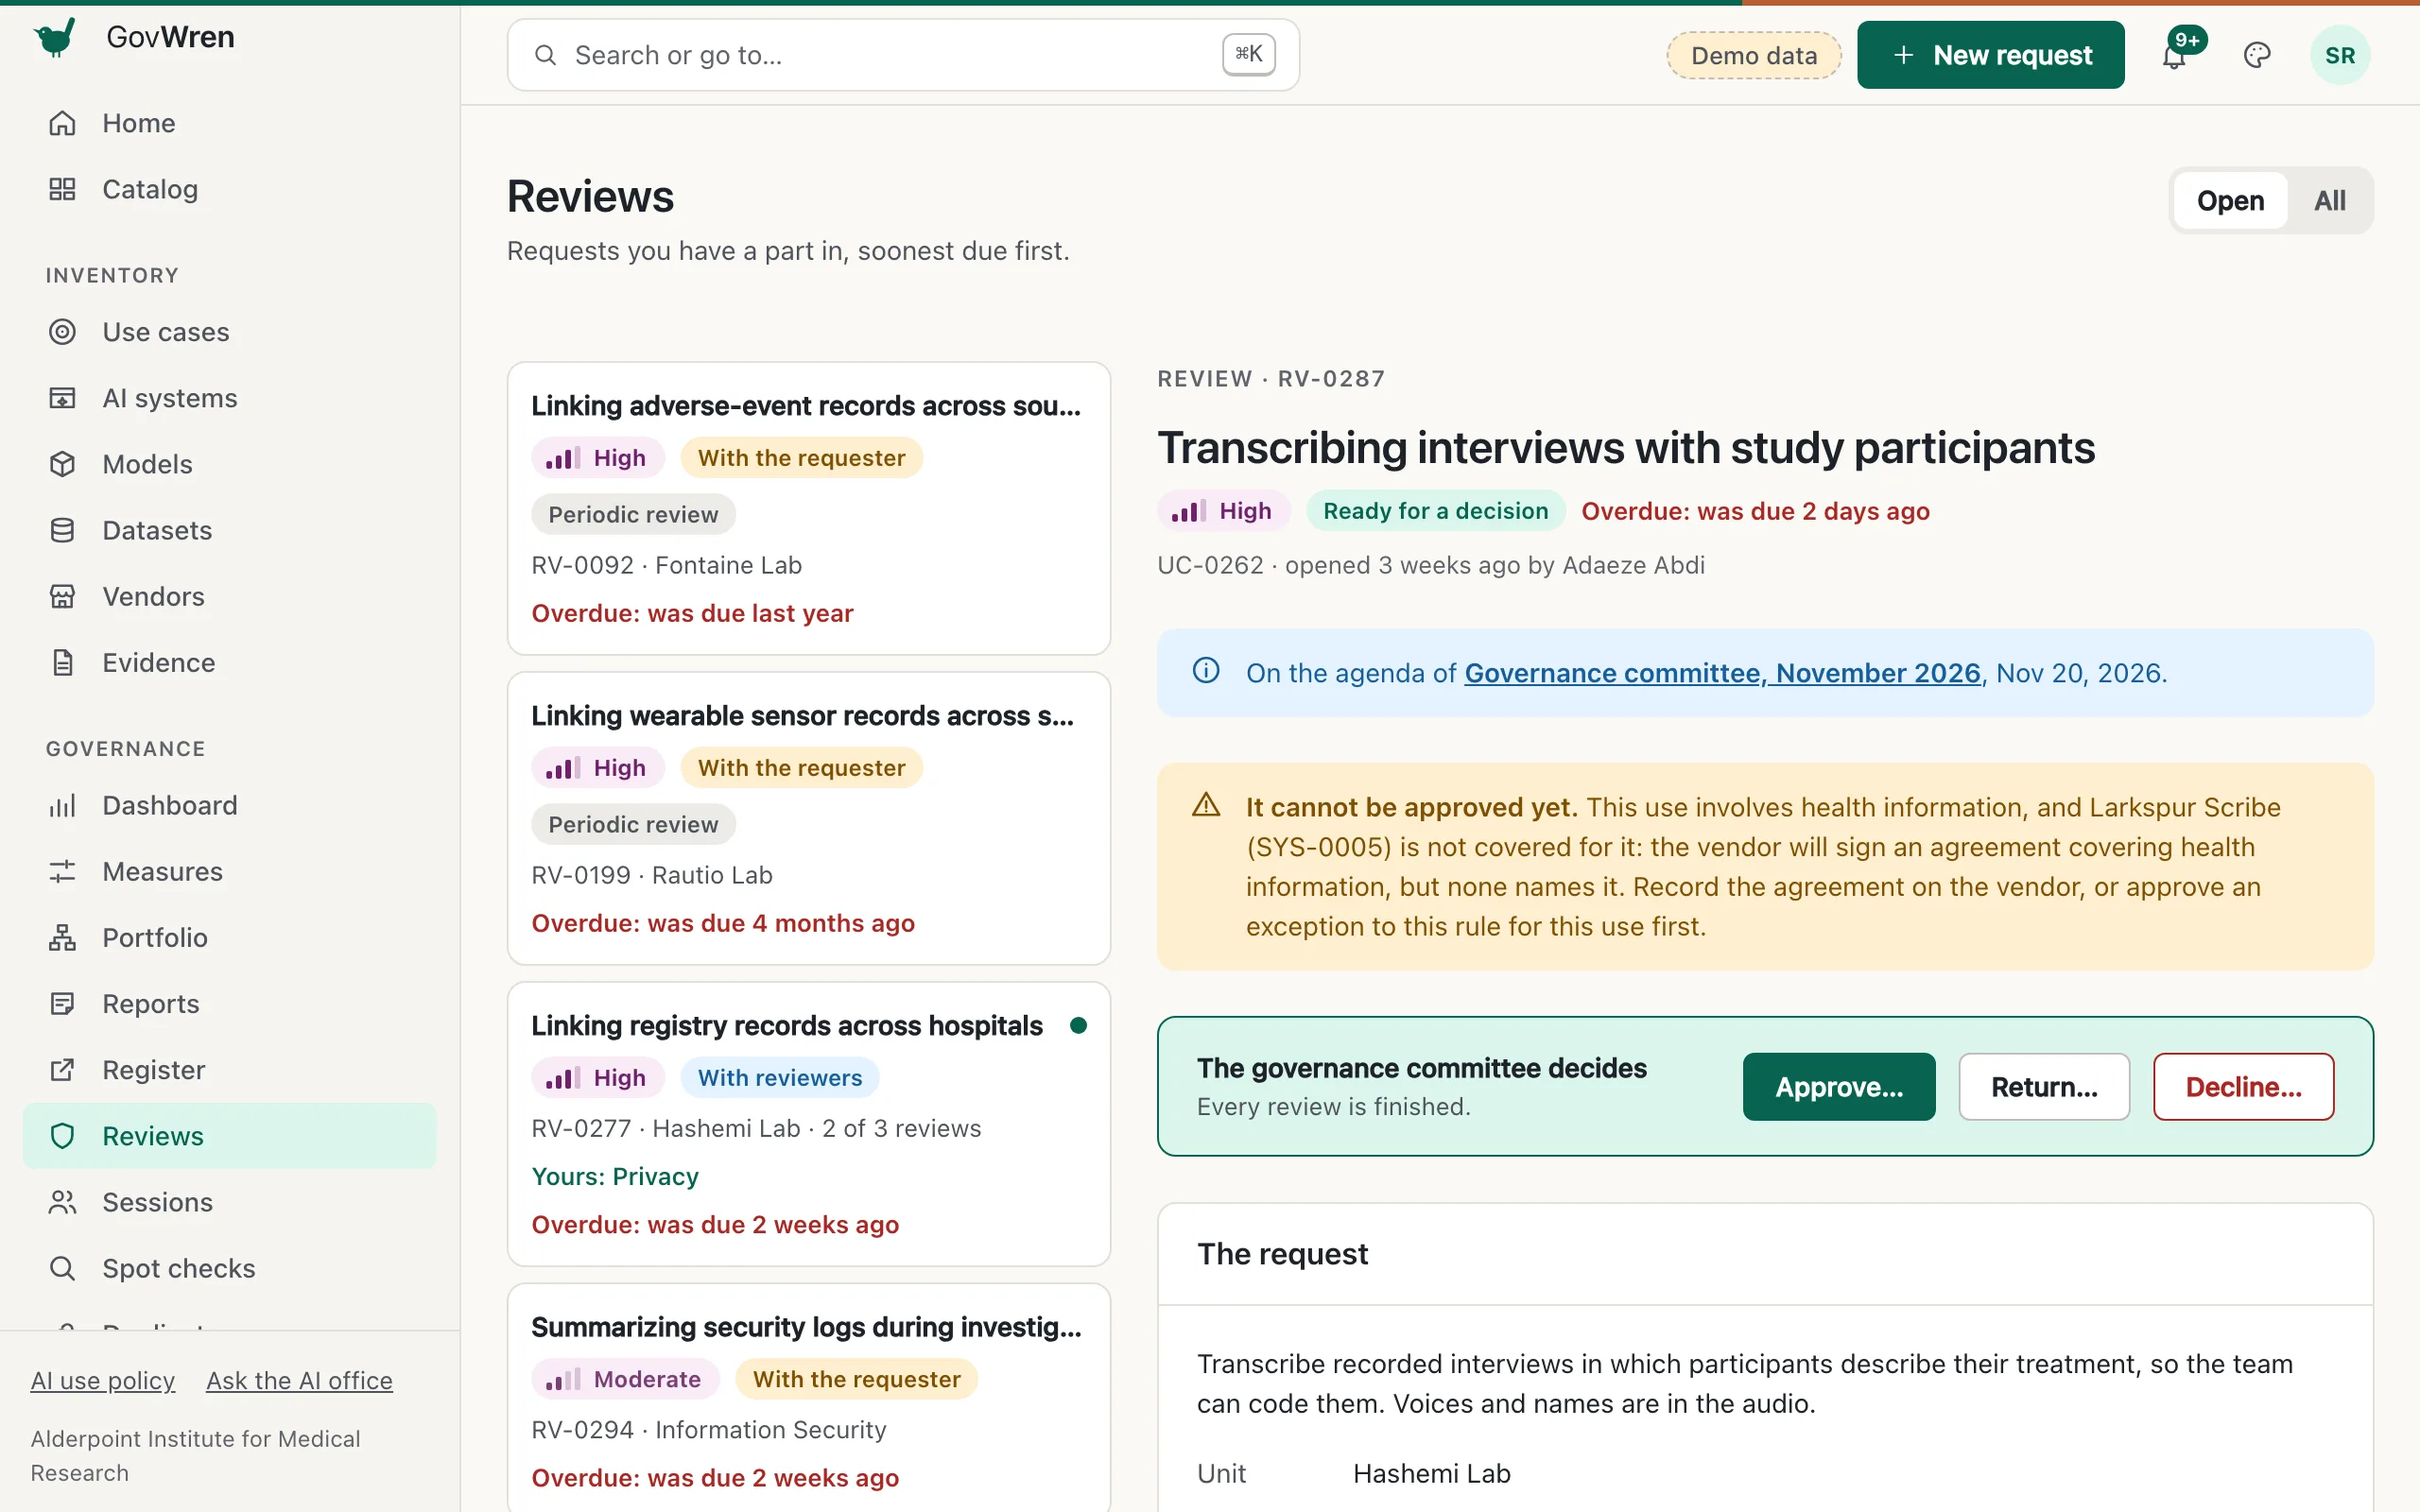 GovWren
Search or go to...
⌘K
Demo data
New request
9+
SR
Home
Catalog
INVENTORY
Use cases
AI systems
Models
Datasets
Vendors
Evidence
GOVERNANCE
Dashboard
Measures
Portfolio
Reports
Register
Reviews
Sessions
Spot checks
AI use policy
Ask the AI office
Alderpoint Institute for Medical
Research
Reviews
Requests you have a part in, soonest due first.
Open
All
Linking adverse-event records across sou...
High
With the requester
Periodic review
RV-0092 · Fontaine Lab
Overdue: was due last year
Linking wearable sensor records across s...
High
With the requester
Periodic review
RV-0199 · Rautio Lab
Overdue: was due 4 months ago
Linking registry records across hospitals
High
With reviewers
RV-0277 · Hashemi Lab · 2 of 3 reviews
Yours: Privacy
Overdue: was due 2 weeks ago
Summarizing security logs during investig...
Moderate
With the requester
RV-0294 · Information Security
Overdue: was due 2 weeks ago
REVIEW · RV-0287
Transcribing interviews with study participants
High
Ready for a decision
Overdue: was due 2 days ago
UC-0262 · opened 3 weeks ago by Adaeze Abdi
On the agenda of Governance committee, November 2026, Nov 20, 2026.
It cannot be approved yet. This use involves health information, and Larkspur Scribe
(SYS-0005) is not covered for it: the vendor will sign an agreement covering health
information, but none names it. Record the agreement on the vendor, or approve an
exception to this rule for this use first.
The governance committee decides
Every review is finished.
Approve...
Return...
Decline...
The request
Transcribe recorded interviews in which participants describe their treatment, so the team
can code them. Voices and names are in the audio.
Unit
Hashemi Lab